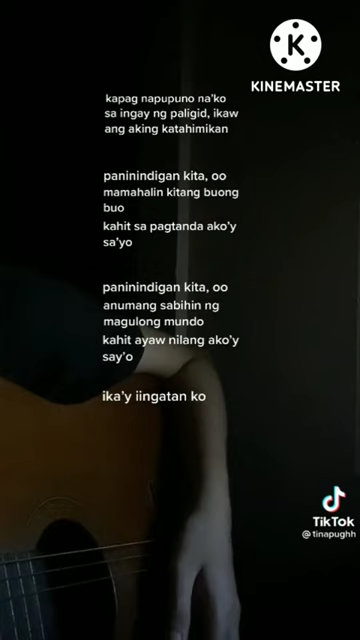 KINEMASTER
kapag napupuno na'ko
sa ingay ng paligid, ikaw
ang aking katahimikan
paninindigan kita, oo
mamahalin kitang buong
buo
kahit sa pagtanda ako'y
sa'yo
paninindigan kita, oo
anumang sabihin ng
magulong mundo
kahit ayaw nilang ako'y
say'o
ika'y iingatan ko
TikTok
@tinapughh